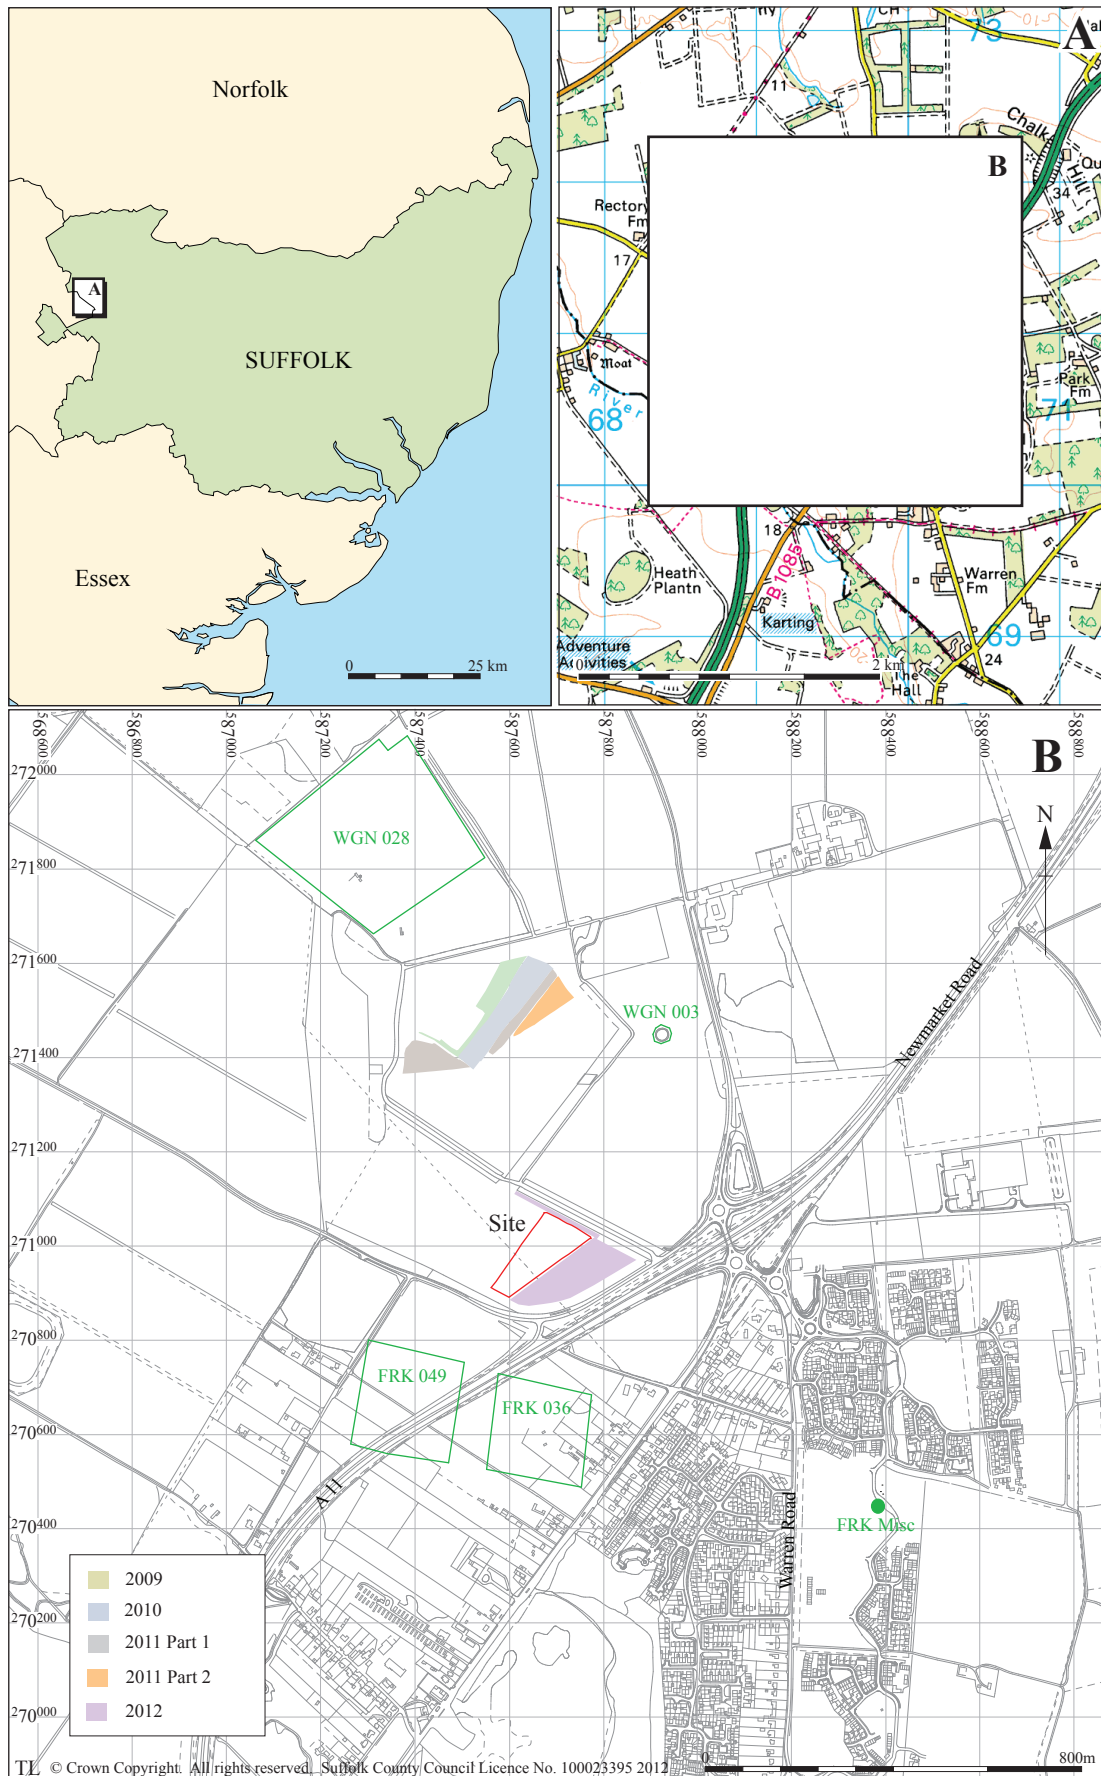 Norfolk
A
SUFFOLK
Essex
0
25 km
CH
73
A
11
Chalk
Hill
34
B
Rectory
Fm
17
Moat
River
68
Park
Fm
71
18
B 1085
Heath
Plantn
Warren
Fm
Karting
69
Adventure
Activities
20
24
The
Hall
0
2 km
586600
586800
587000
587200
587400
587600
587800
588000
588200
588400
588600
588800
B
N
272000
271800
271600
271400
271200
271000
270800
270600
270400
270200
270000
WGN 028
WGN 003
Newmarket Road
Site
FRK 049
FRK 036
A 11
Warren Road
FRK Misc
2009
2010
2011 Part 1
2011 Part 2
2012
TL © Crown Copyright. All rights reserved. Suffolk County Council Licence No. 100023395 2012
0
800m